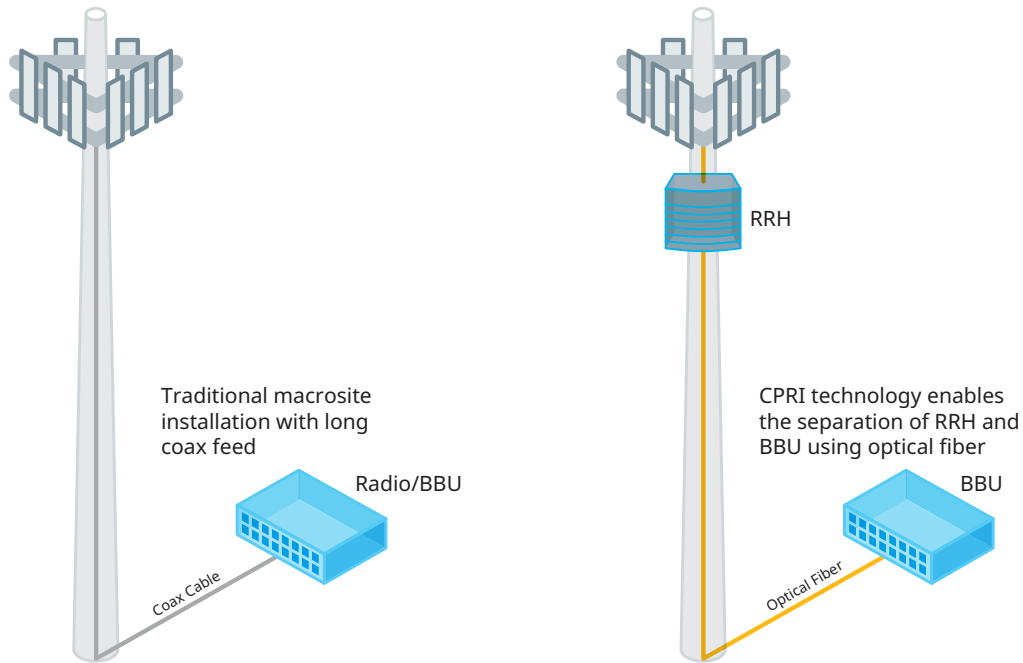 RRH
Traditional macrosite
installation with long
coax feed
Radio/BBU
Coax Cable
CPRI technology enables
the separation of RRH and
BBU using optical fiber
BBU
Optical Fiber